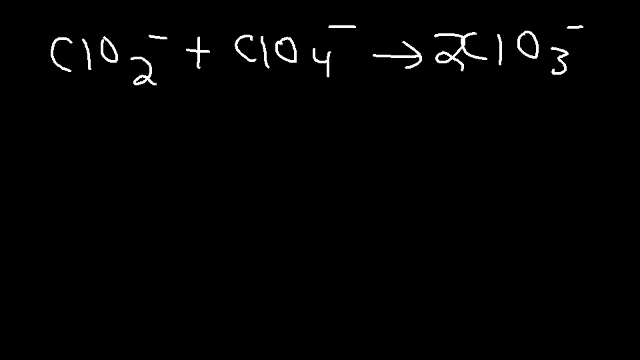 ClO₂⁻ + ClO₄⁻ → 2ClO₃⁻